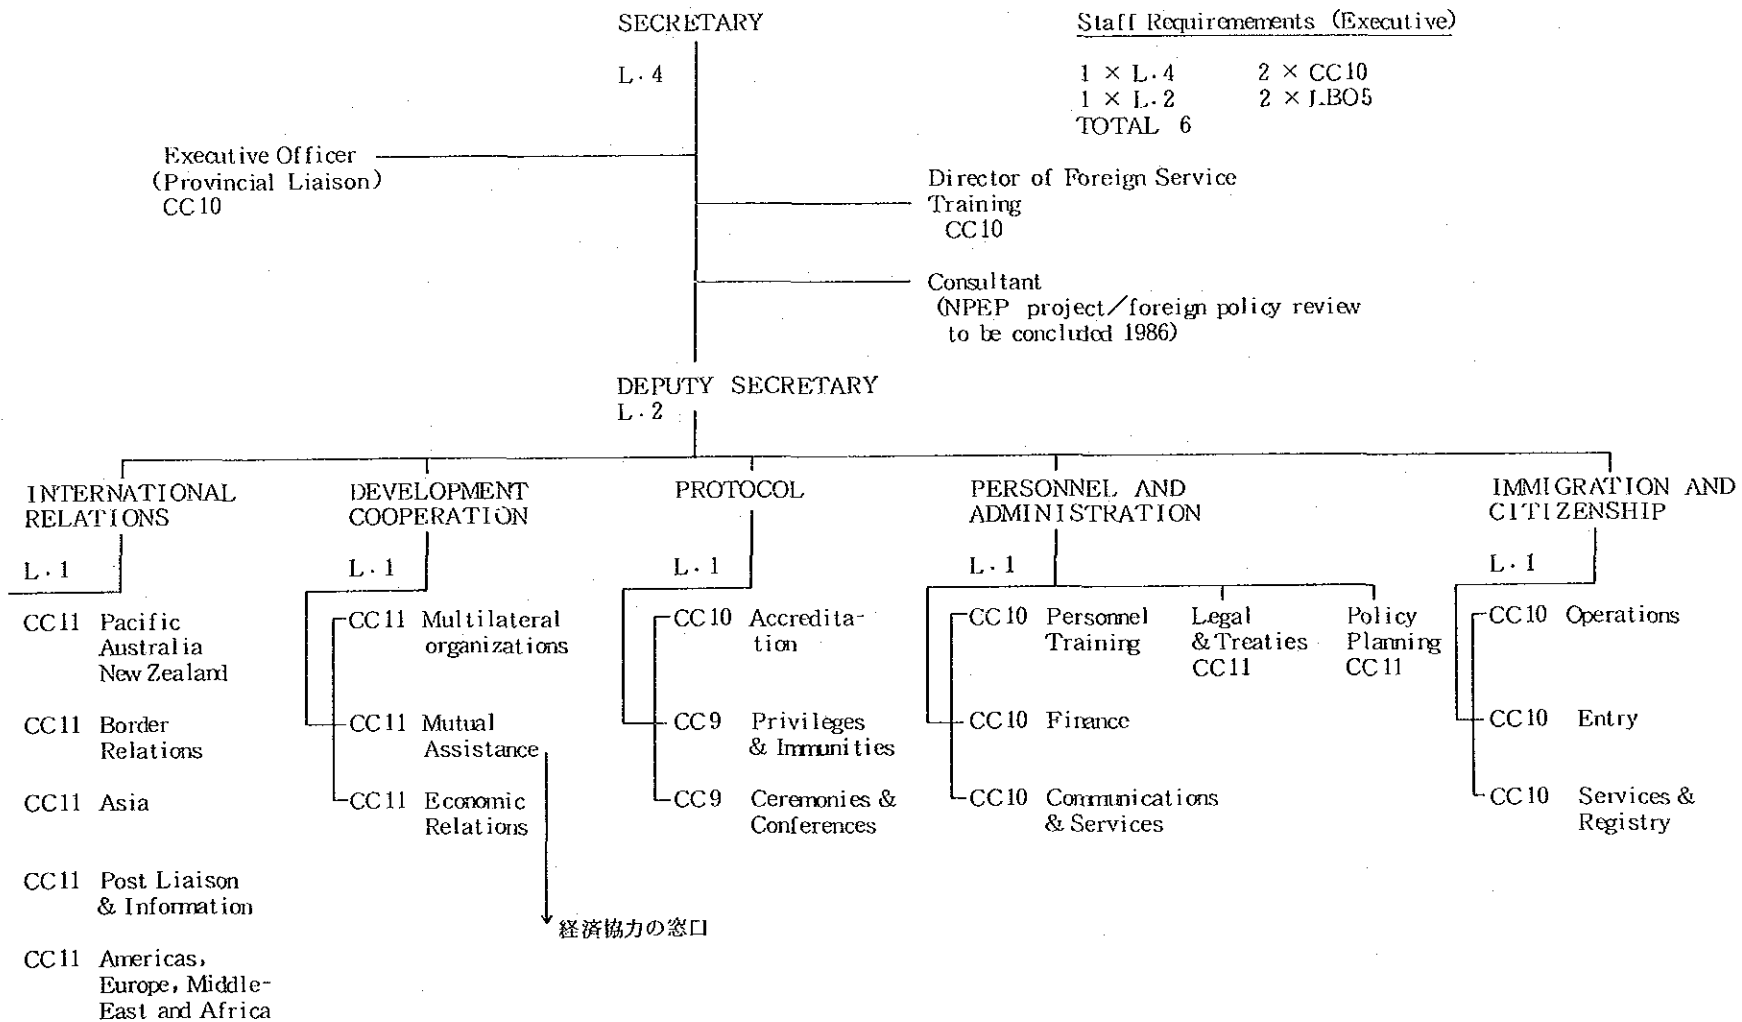 SECRETARY
L.4
Staff Requirements (Executive)
1 × L.4 2 × CC10
1 × L.2 2 × LBO5
TOTAL 6
Executive Officer
(Provincial Liaison)
CC10
Director of Foreign Service
Training
CC10
Consultant
(NPEP project/foreign policy review
to be concluded 1986)
DEPUTY SECRETARY
L.2
INTERNATIONAL
RELATIONS
L.1
CC11 Pacific
Australia
New Zealand
CC11 Border
Relations
CC11 Asia
CC11 Post Liaison
& Information
CC11 Americas,
Europe, Middle-
East and Africa
DEVELOPMENT
COOPERATION
L.1
CC11 Multilateral
organizations
CC11 Mutual
Assistance
CC11 Economic
Relations
経済協力の窓口
PROTOCOL
L.1
CC10 Accredita-
tion
CC9 Privileges
& Immunities
CC9 Ceremonies &
Conferences
PERSONNEL AND
ADMINISTRATION
L.1
CC10 Personnel
Training
CC10 Finance
CC10 Communications
& Services
Legal
& Treaties
CC11
Policy
Planning
CC11
IMMIGRATION AND
CITIZENSHIP
L.1
CC10 Operations
CC10 Entry
CC10 Services &
Registry